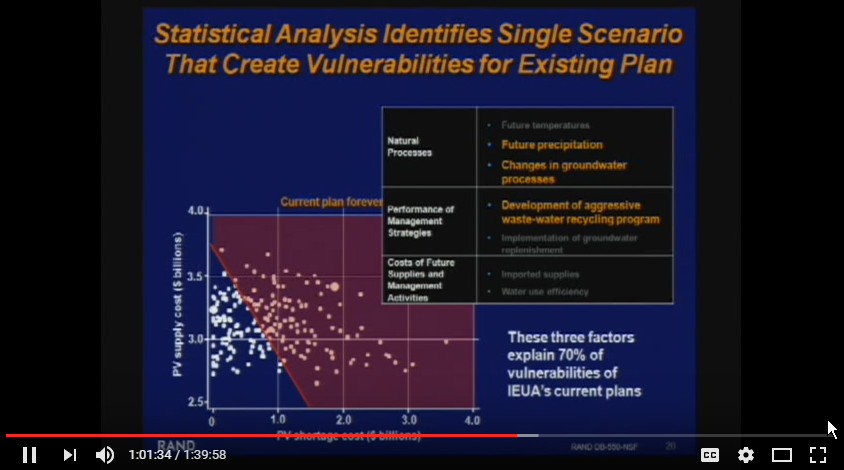 Statistical Analysis Identifies Single Scenario
That Create Vulnerabilities for Existing Plan
Natural
Processes
• Future temperatures
• Future precipitation
• Changes in groundwater
processes
Performance of
Management
Strategies
• Development of aggressive
waste-water recycling program
• Implementation of groundwater
replenishment
Costs of Future
Supplies and
Management
Activities
• Imported supplies
• Water use efficiency
Current plan forever
PV supply cost ($ billions)
4.0
3.5
3.0
2.5
0 1.0 2.0 3.0 4.0
PV shortage cost ($ billions)
These three factors
explain 70% of
vulnerabilities of
IEUA's current plans
RAND
RAND DB-550-NSF 26
1:01:34 / 1:39:58
CC